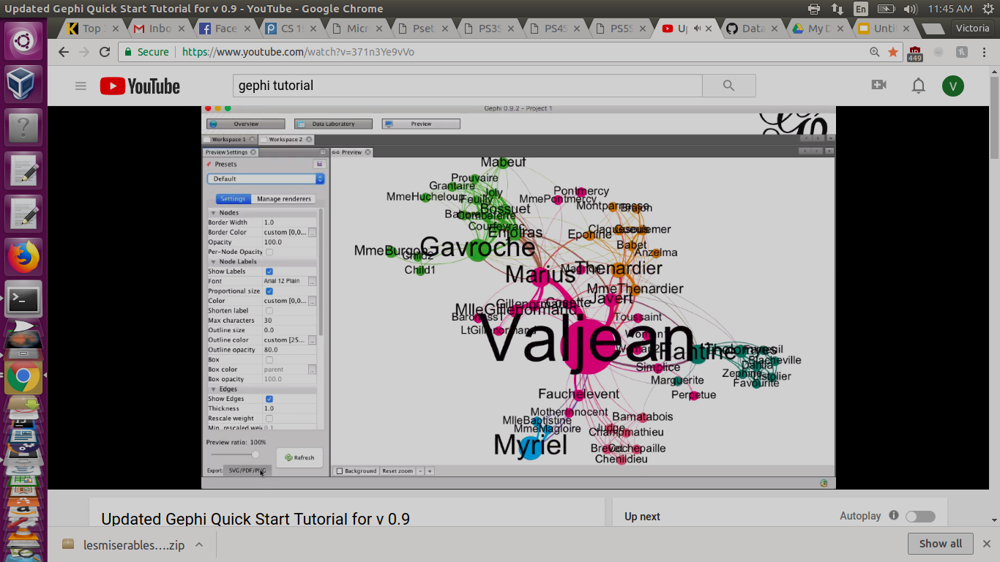 Updated Gephi Quick Start Tutorial for v 0.9 - YouTube - Google Chrome
En
11:45 AM
Top
Inbo
Face
CS 19
Micr
Pset
PS3S
PS4S
PS5S
Up
Data
My D
Unti
Victoria
Secure
https://www.youtube.com/watch?v=371n3Ye9vVo
449
YouTube
gephi tutorial
V
Gephi 0.9.2 - Project 1
Overview
Data Laboratory
Preview
Workspace 1
Workspace 2
Preview Settings
Presets
Default
Settings
Manage renderers
Nodes
Border Width 1.0
Border Color custom [0,0...
Opacity 100.0
Per-Node Opacity
Node Labels
Show Labels
Font Arial 12 Plain
Proportional size
Color custom [0,0...
Shorten label
Max characters 30
Outline size 0.0
Outline color custom [25...
Outline opacity 80.0
Box
Box color parent
Box opacity 100.0
Edges
Show Edges
Thickness 1.0
Rescale weight
Min. rescaled wei 0.1
Preview ratio: 100%
Refresh
Export: SVG/PDF/PNG
Preview
Mabeuf
Prouvaire
Grantaire
Joly
MmeHucheloup
Feuilly
Bossuet
Combeferre
Courfeyrac
Enjolras
Pontmercy
MmePontmercy
Montparnasse
Brujon
Claquesous
Gueulemer
Eponine
Babet
Anzelma
Gavroche
MmeBurgon
Child2
Child1
Marius
Magnon
Thenardier
MmeThenardier
Javert
Cosette
Gillenormand
MlleGillenormand
BaronessT
LtGillenormand
Toussaint
Woman1
Woman2
Valjean
Fantine
Tholomyes
Fameuil
Blacheville
Dahlia
Zephine
Listolier
Favourite
Simplice
Marguerite
Perpetue
Fauchelevent
MotherInnocent
MlleBaptistine
MmeMagloire
Myriel
Bamatabois
Judge
Champmathieu
Brevet
Cochepaille
Chenildieu
Background
Reset zoom
-
+
Updated Gephi Quick Start Tutorial for v 0.9
Up next
Autoplay
lesmiserables....zip
Show all